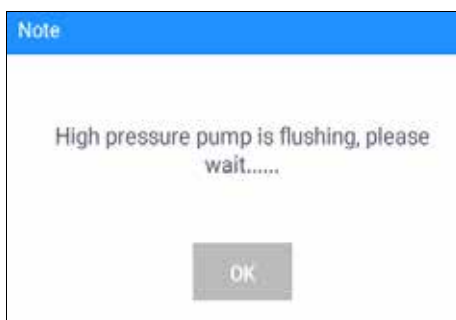 Note
High pressure pump is flushing, please
wait......
OK